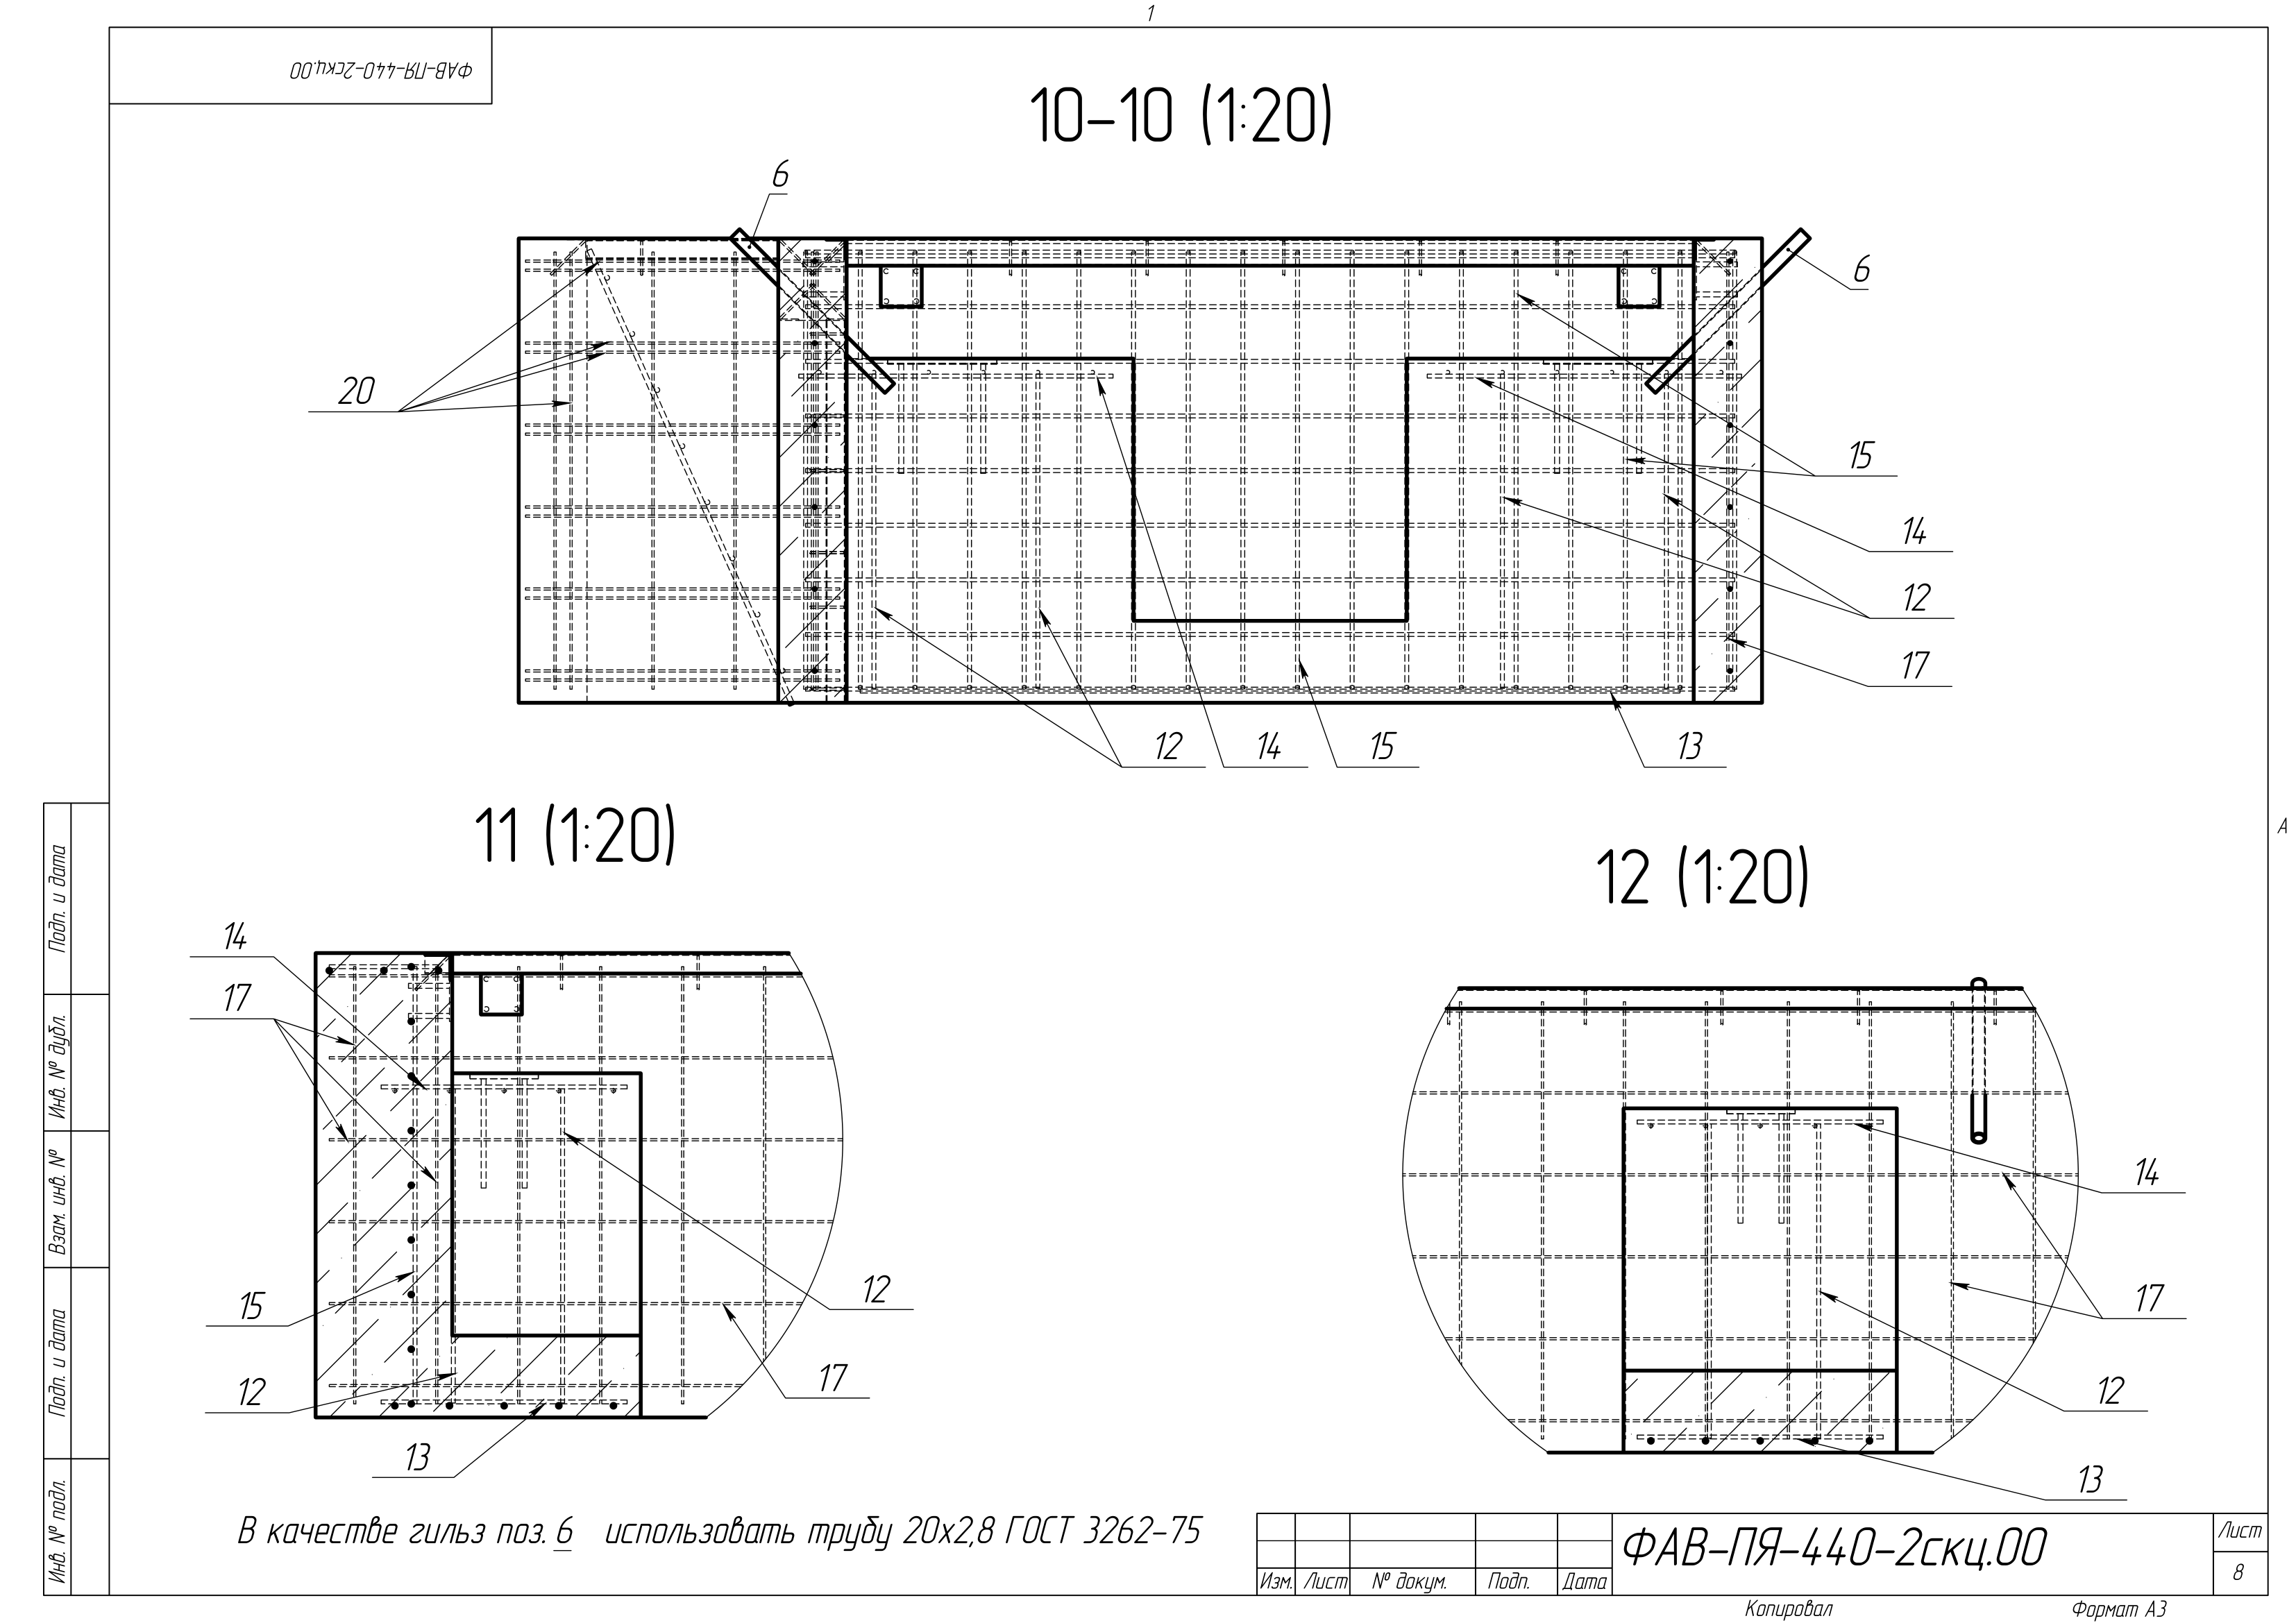 1
ФАВ-ПЯ-440-2скц.00
10-10 (1:20)
6
6
20
15
14
12
17
12
14
15
13
11 (1:20)
А
12 (1:20)
14
17
15
12
13
12
17
14
17
12
13
Подп. и дата
Инв. № дубл.
Взам. инв. №
Подп. и дата
Инв. № подл.
В качестве гильз поз. 6 использовать трубу 20х2,8 ГОСТ 3262-75
ФАВ-ПЯ-440-2скц.00
Лист
8
Изм. Лист № докум. Подп. Дата
Копировал Формат А3